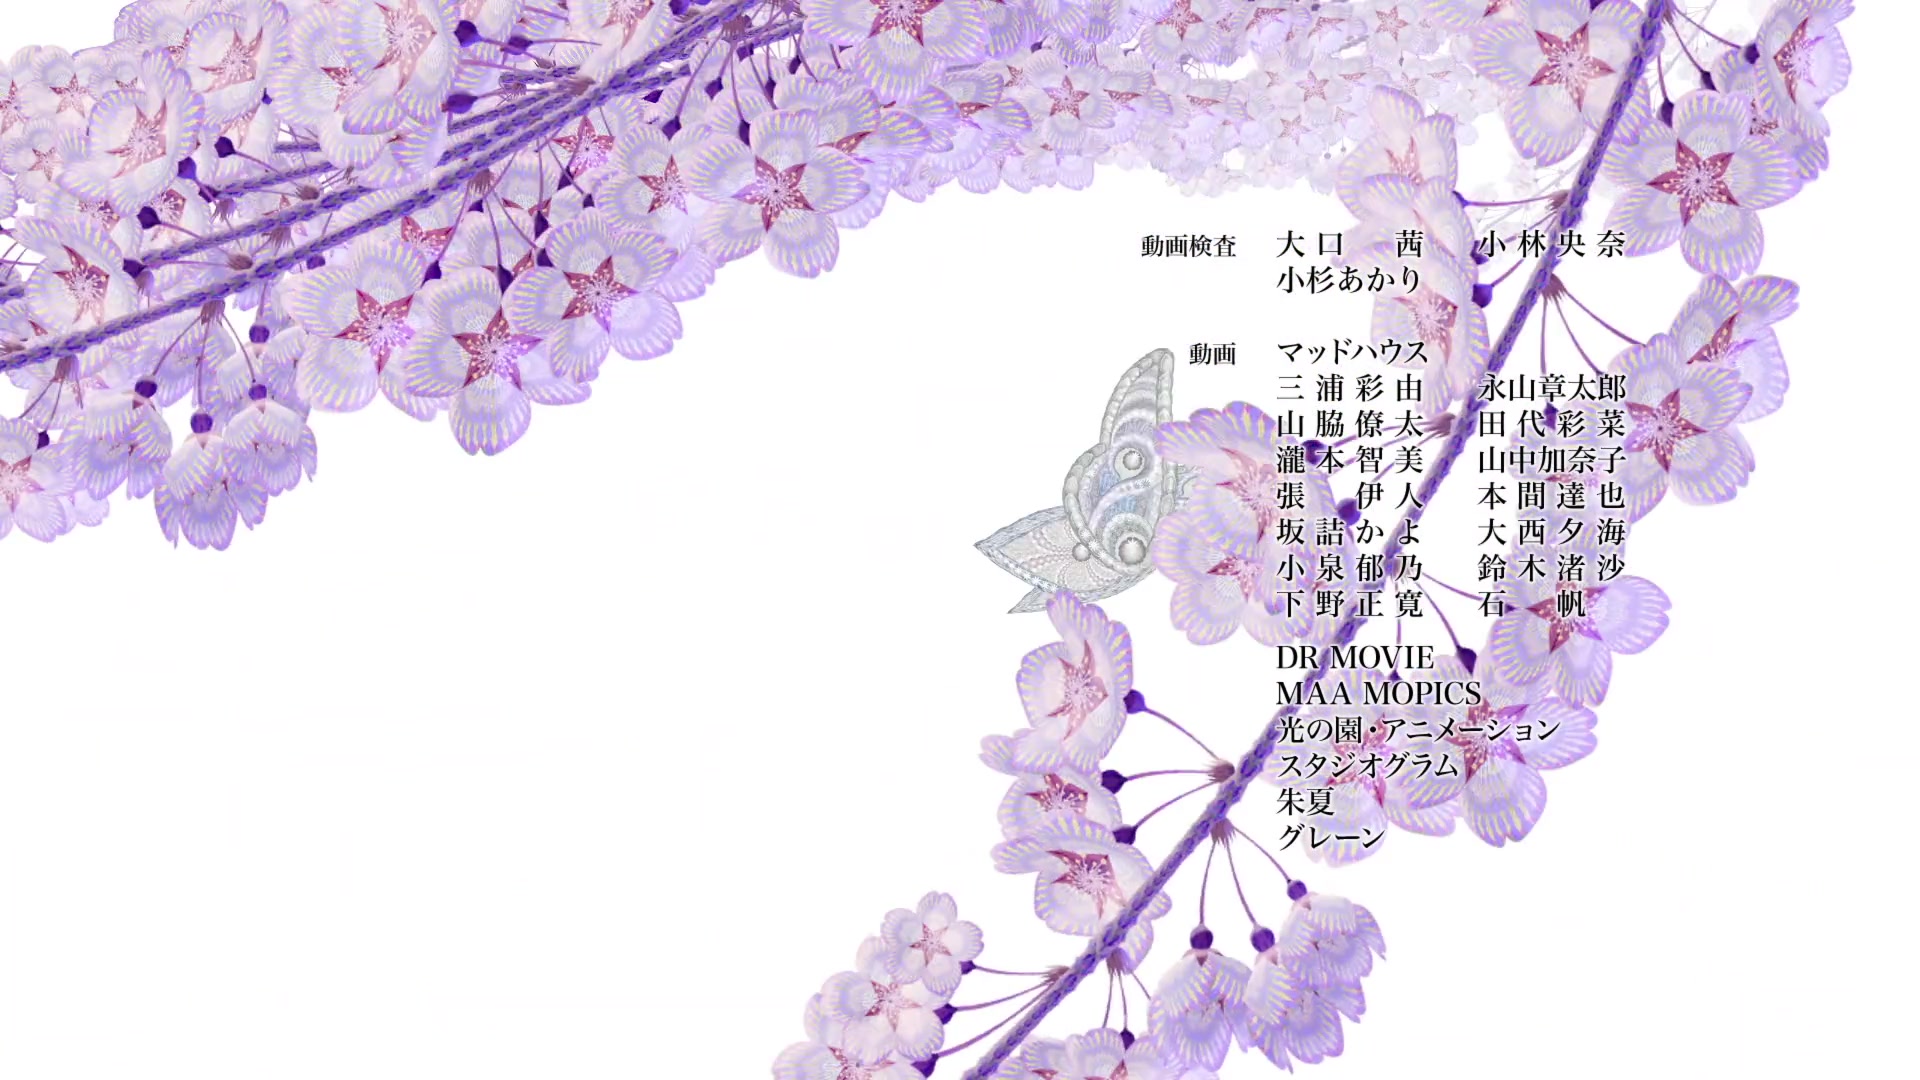 動画検査 大口 茜 小林央奈
小杉あかり
動画 マッドハウス
三浦彩由 永山章太郎
山脇僚太 田代彩菜
瀧本智美 山中加奈子
張 伊人 本間達也
坂詰かよ 大西夕海
小泉郁乃 鈴木渚沙
下野正寛 石 帆
DR MOVIE
MAA MOPICS
光の園・アニメーション
スタジオグラム
朱夏
グレーン